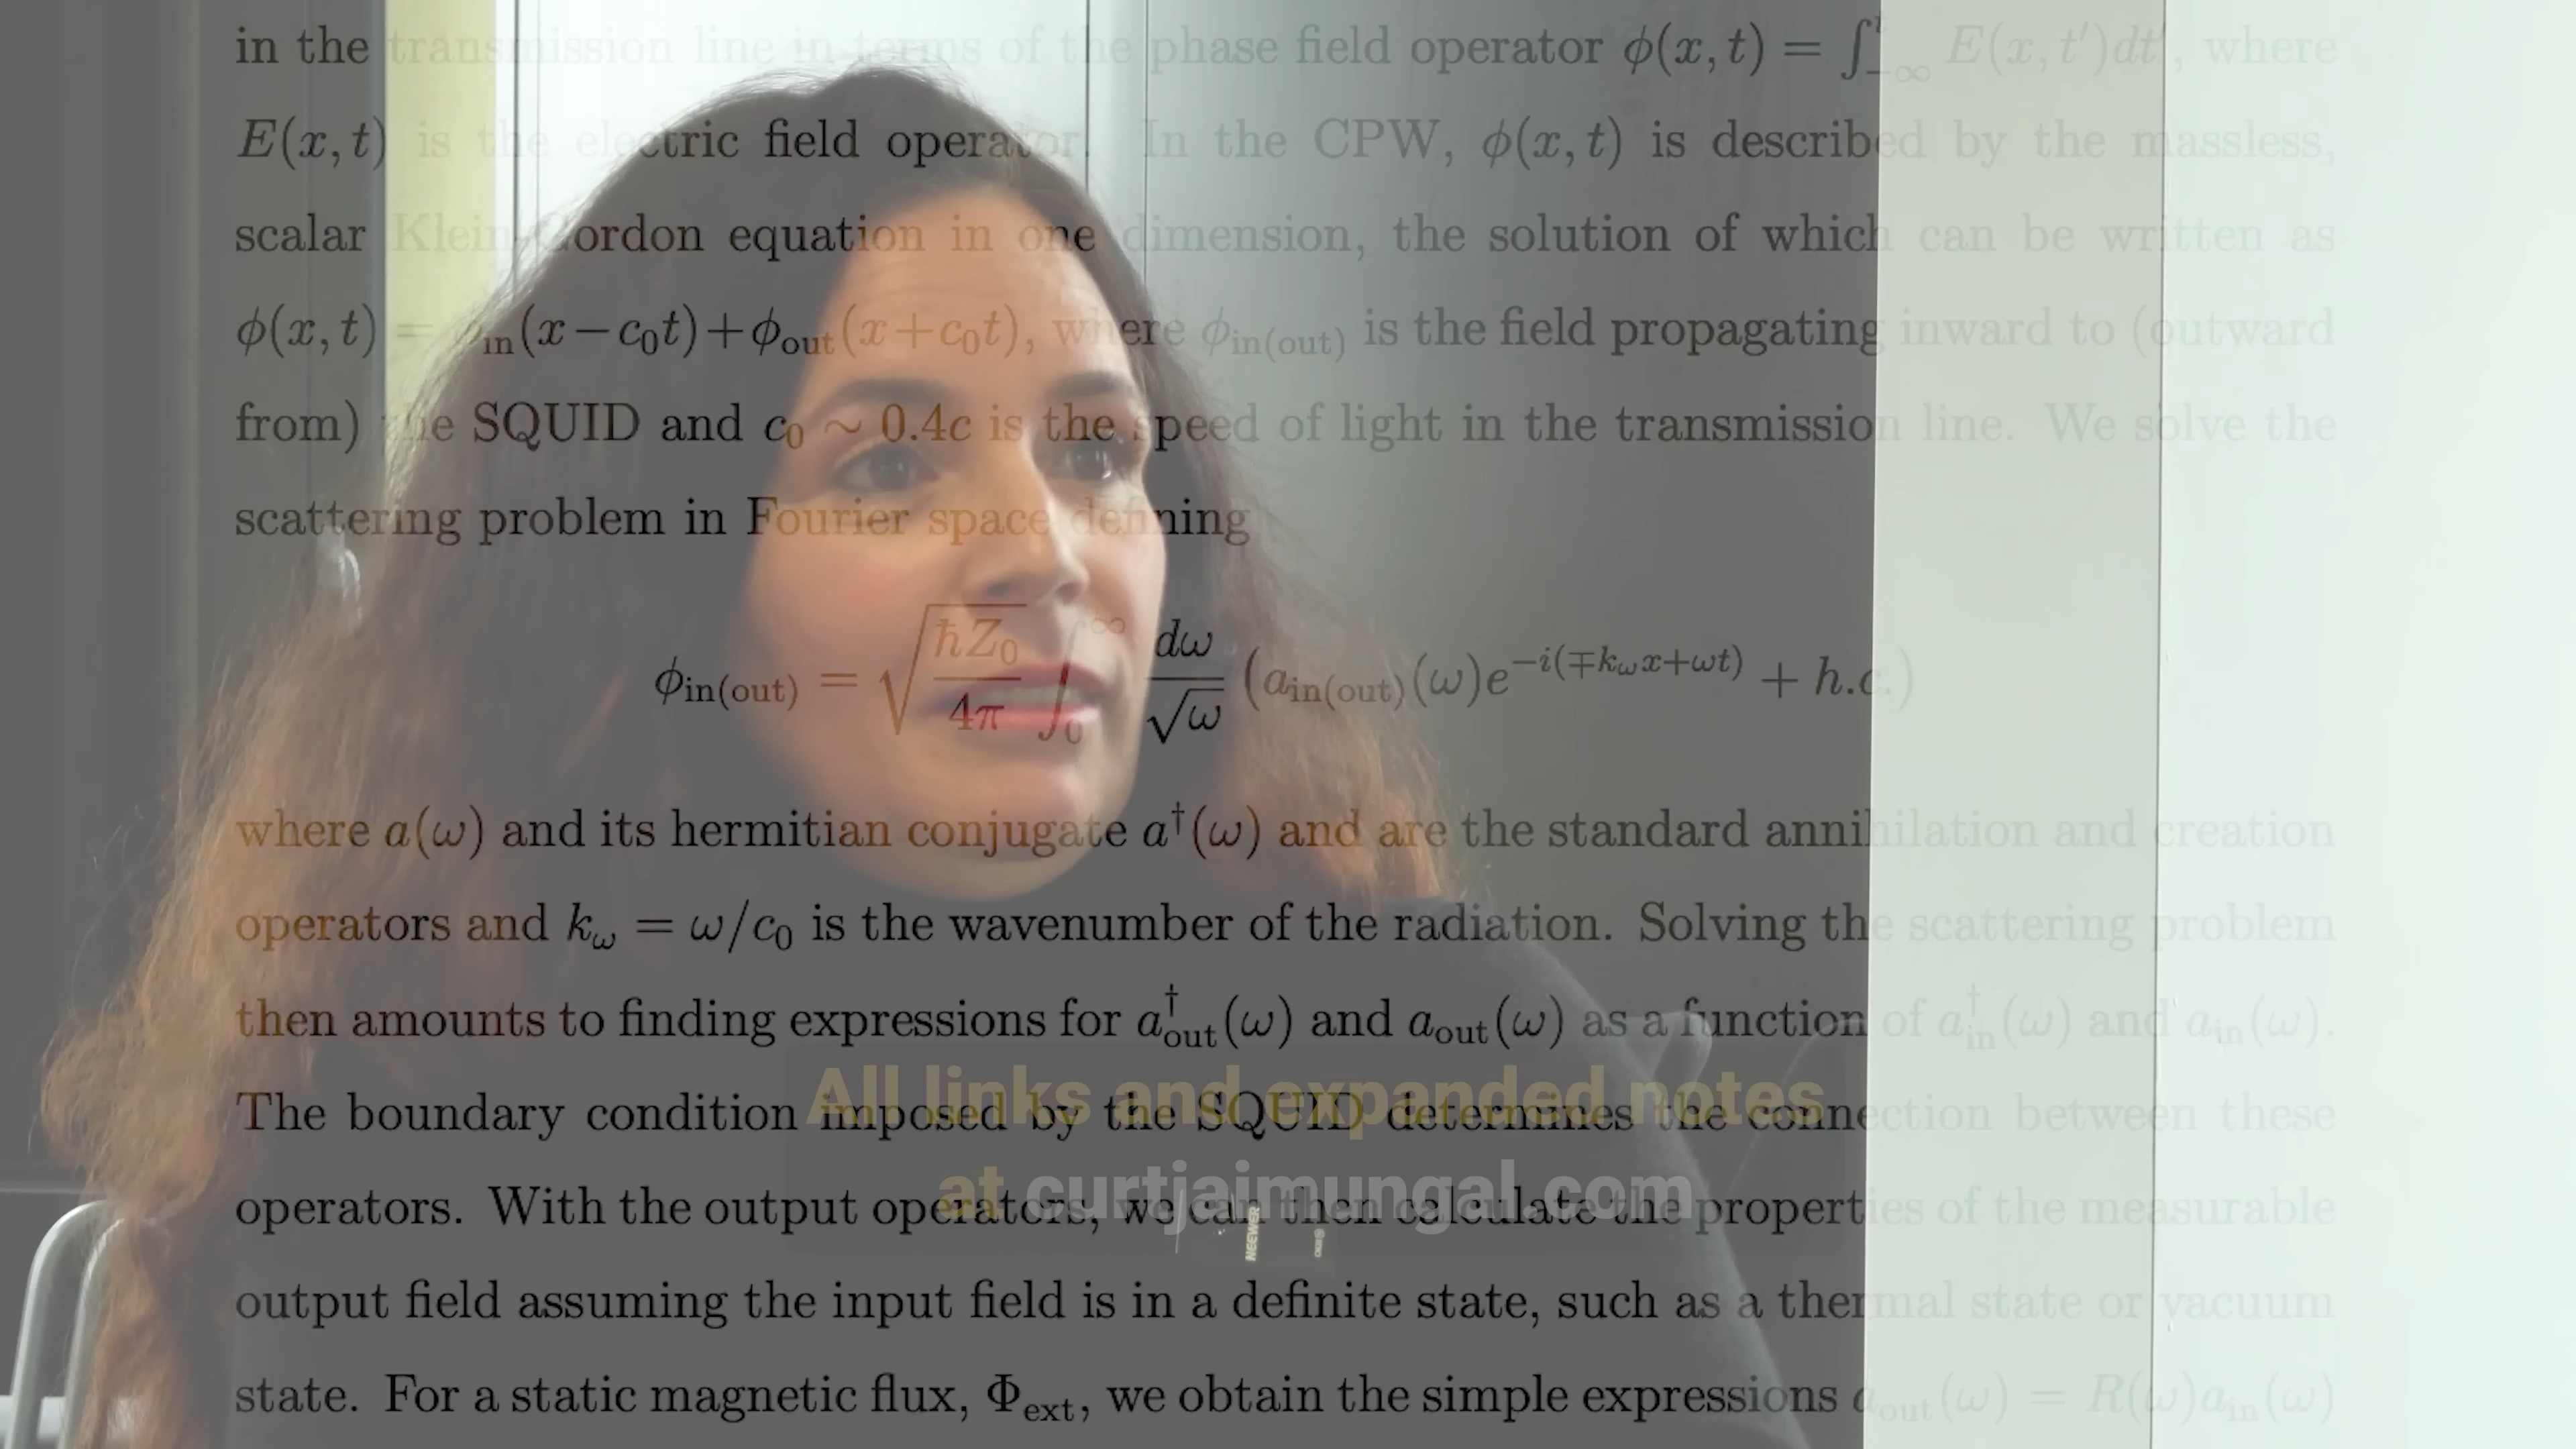 in the transmission line in terms of the phase field operator ϕ(x, t) = ∫_{−∞}^{t} E(x, t′)dt′, where
E(x, t) is the electric field operator. In the CPW, ϕ(x, t) is described by the massless,
scalar Klein-Gordon equation in one dimension, the solution of which can be written as
ϕ(x, t) = ϕ_in(x−c₀t)+ϕ_out(x+c₀t), where ϕ_in(out) is the field propagating inward to (outward
from) the SQUID and c₀ ∼ 0.4c is the speed of light in the transmission line. We solve the
scattering problem in Fourier space defining
ϕ_in(out) = √(ħZ₀/4π) ∫₀^∞ dω/√ω (a_in(out)(ω)e^{−i(∓k_ω x+ωt)} + h.c.)
where a(ω) and its hermitian conjugate a†(ω) and are the standard annihilation and creation
operators and k_ω = ω/c₀ is the wavenumber of the radiation. Solving the scattering problem
then amounts to finding expressions for a†_out(ω) and a_out(ω) as a function of a†_in(ω) and a_in(ω).
All links and expanded notes
The boundary condition imposed by the SQUID determines the connection between these
at curtjaimungal.com
operators. With the output operators, we can then calculate the properties of the measurable
NEEWER
output field assuming the input field is in a definite state, such as a thermal state or vacuum
state. For a static magnetic flux, Φ_ext, we obtain the simple expressions a_out(ω) = R(ω)a_in(ω)